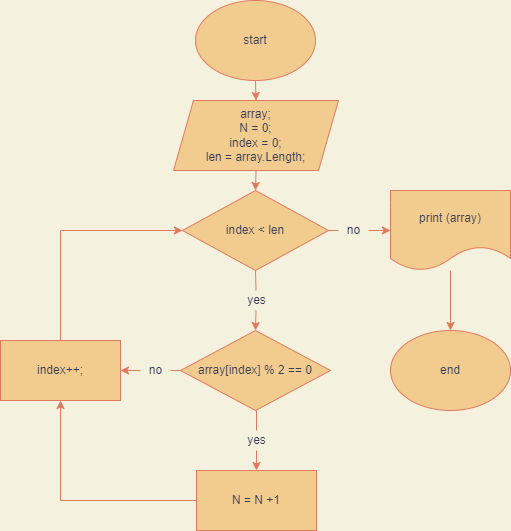 start
array;
N = 0;
index = 0;
len = array.Length;
index < len
no
print (array)
yes
index++;
no
array[index] % 2 == 0
end
yes
N = N +1